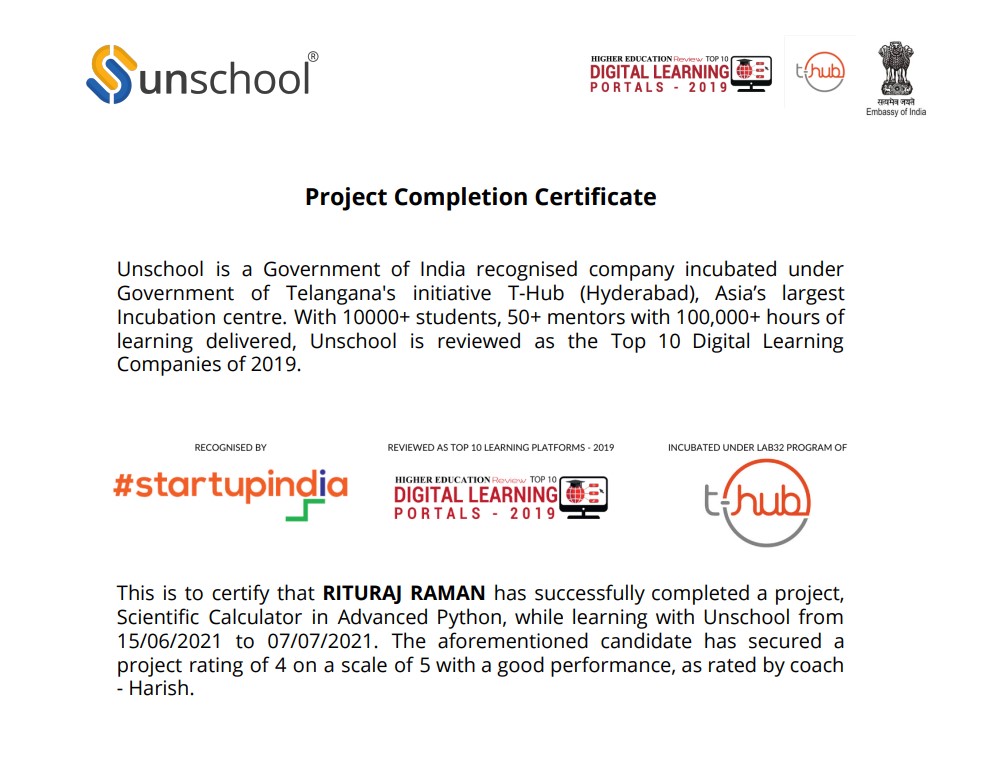 unschool®
HIGHER EDUCATION Review TOP 10
DIGITAL LEARNING
PORTALS - 2019
t-hub
सत्यमेव जयते
Embassy of India
Project Completion Certificate
Unschool is a Government of India recognised company incubated under
Government of Telangana's initiative T-Hub (Hyderabad), Asia’s largest
Incubation centre. With 10000+ students, 50+ mentors with 100,000+ hours of
learning delivered, Unschool is reviewed as the Top 10 Digital Learning
Companies of 2019.
RECOGNISED BY
#startupindia
REVIEWED AS TOP 10 LEARNING PLATFORMS - 2019
HIGHER EDUCATION Review TOP 10
DIGITAL LEARNING
PORTALS - 2019
INCUBATED UNDER LAB32 PROGRAM OF
t-hub
This is to certify that RITURAJ RAMAN has successfully completed a project,
Scientific Calculator in Advanced Python, while learning with Unschool from
15/06/2021 to 07/07/2021. The aforementioned candidate has secured a
project rating of 4 on a scale of 5 with a good performance, as rated by coach
- Harish.